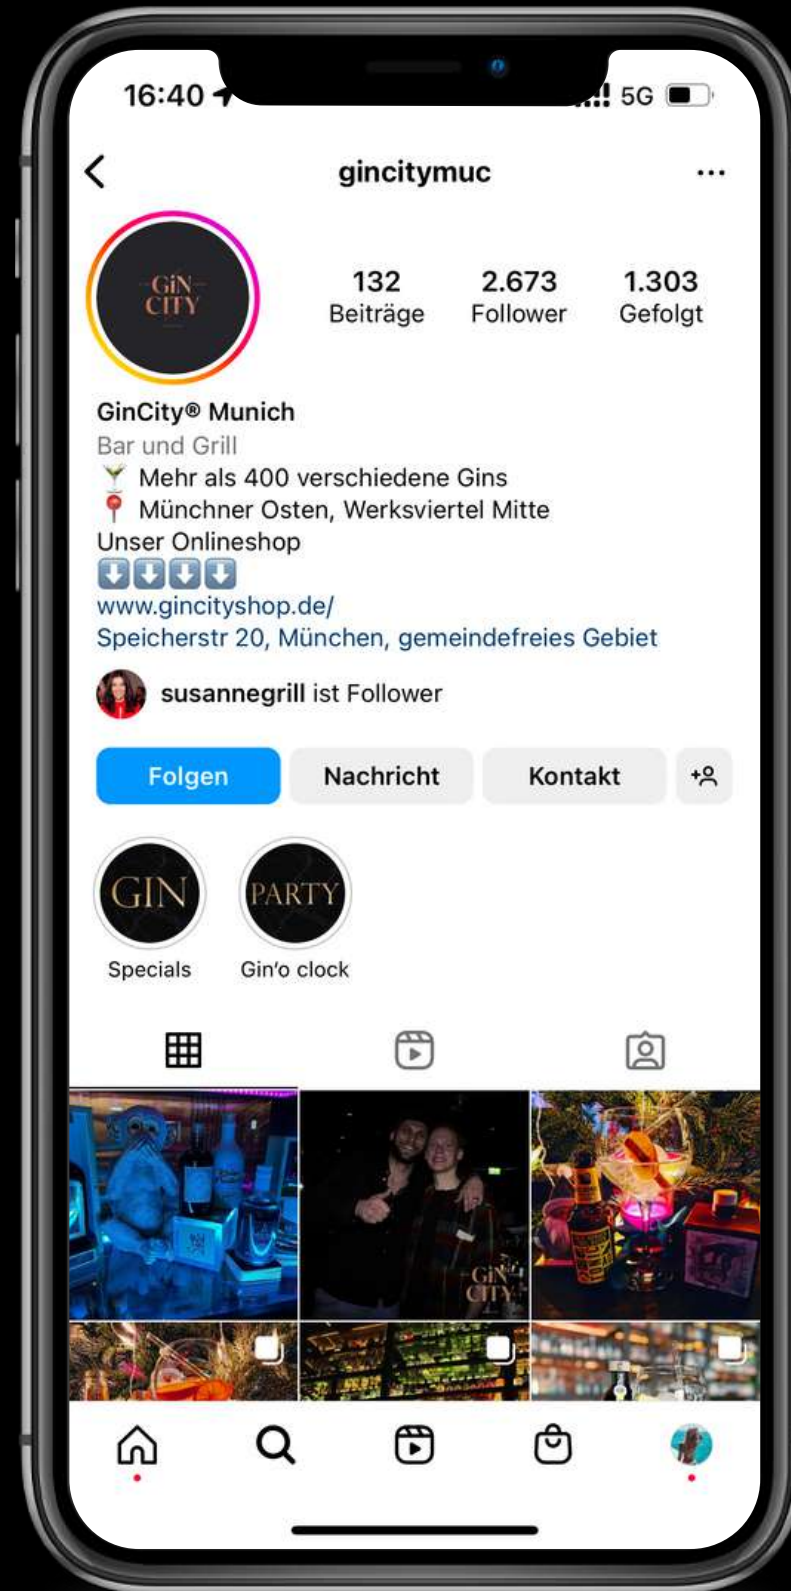 16:40
5G
gincitymuc
GiN
CITY
132
Beiträge
2.673
Follower
1.303
Gefolgt
GinCity® Munich
Bar und Grill
Mehr als 400 verschiedene Gins
Münchner Osten, Werksviertel Mitte
Unser Onlineshop
www.gincityshop.de/
Speicherstr 20, München, gemeindefreies Gebiet
susannegrill ist Follower
Folgen
Nachricht
Kontakt
GIN
PARTY
Specials
Gin'o clock
GiN
CITY